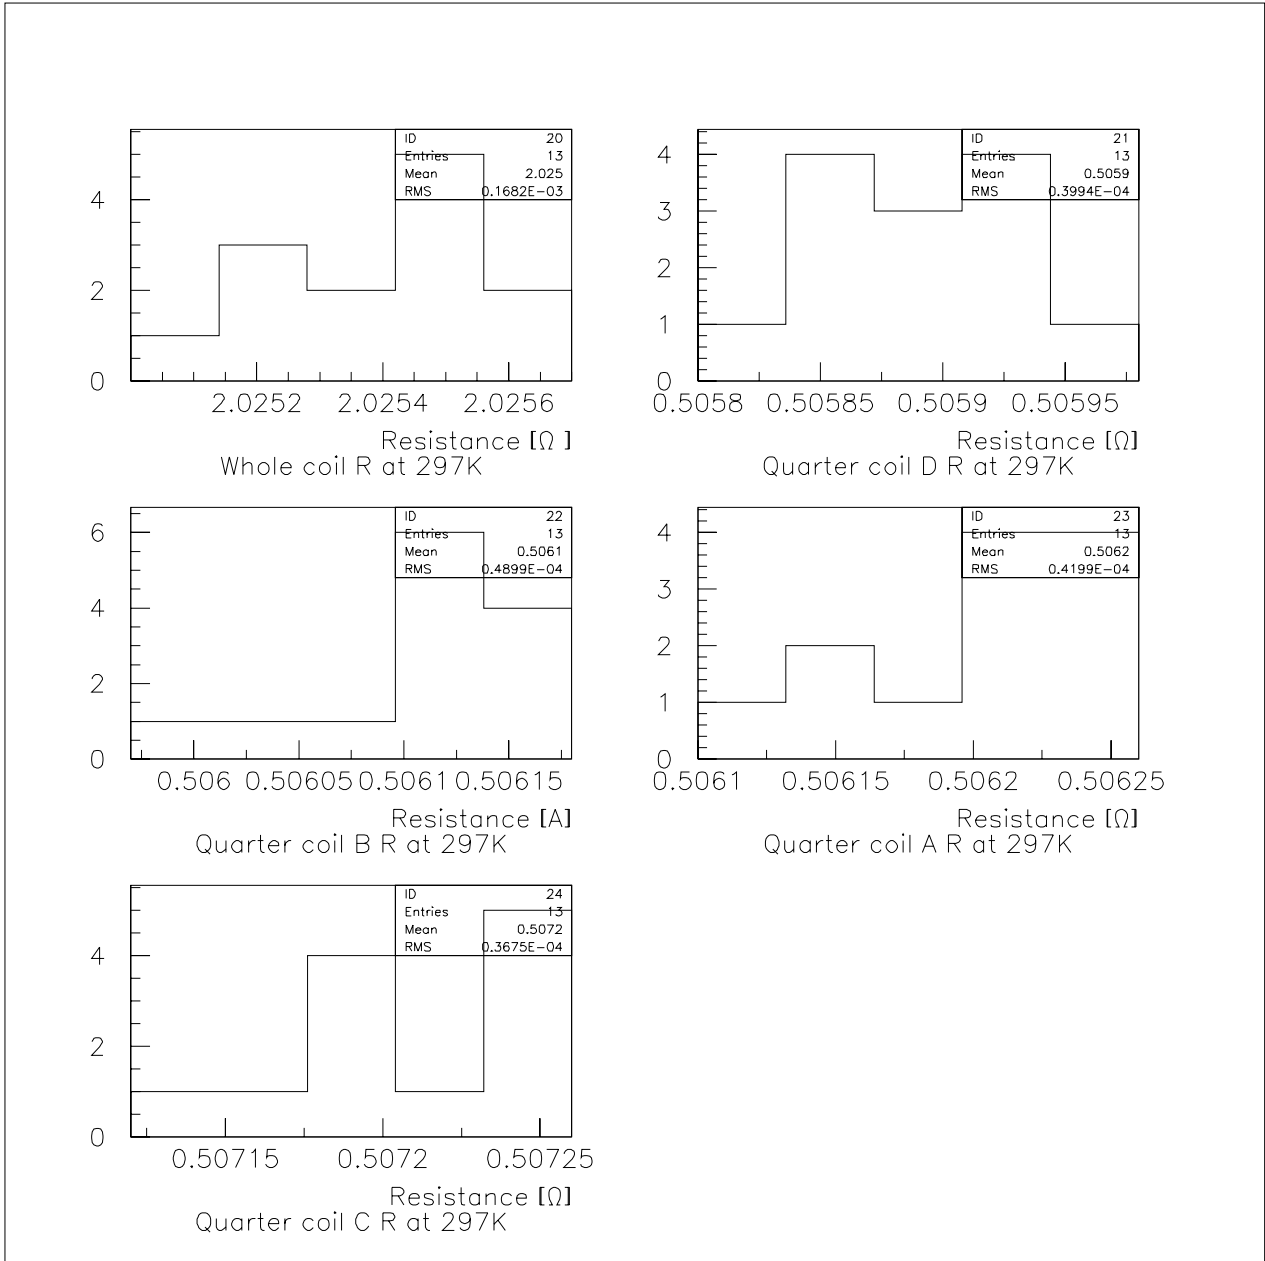 ID 20
Entries 13
Mean 2.025
RMS 0.1682E-03
4
2
0
2.0252 2.0254 2.0256
Resistance [Ω ]
Whole coil R at 297K
ID 21
Entries 13
Mean 0.5059
RMS 0.3994E-04
4
3
2
1
0
0.5058 0.50585 0.5059 0.50595
Resistance [Ω]
Quarter coil D R at 297K
ID 22
Entries 13
Mean 0.5061
RMS 0.4899E-04
6
4
2
0
0.506 0.50605 0.5061 0.50615
Resistance [A]
Quarter coil B R at 297K
ID 23
Entries 13
Mean 0.5062
RMS 0.4199E-04
4
3
2
1
0
0.5061 0.50615 0.5062 0.50625
Resistance [Ω]
Quarter coil A R at 297K
ID 24
Entries 13
Mean 0.5072
RMS 0.3675E-04
4
2
0
0.50715 0.5072 0.50725
Resistance [Ω]
Quarter coil C R at 297K